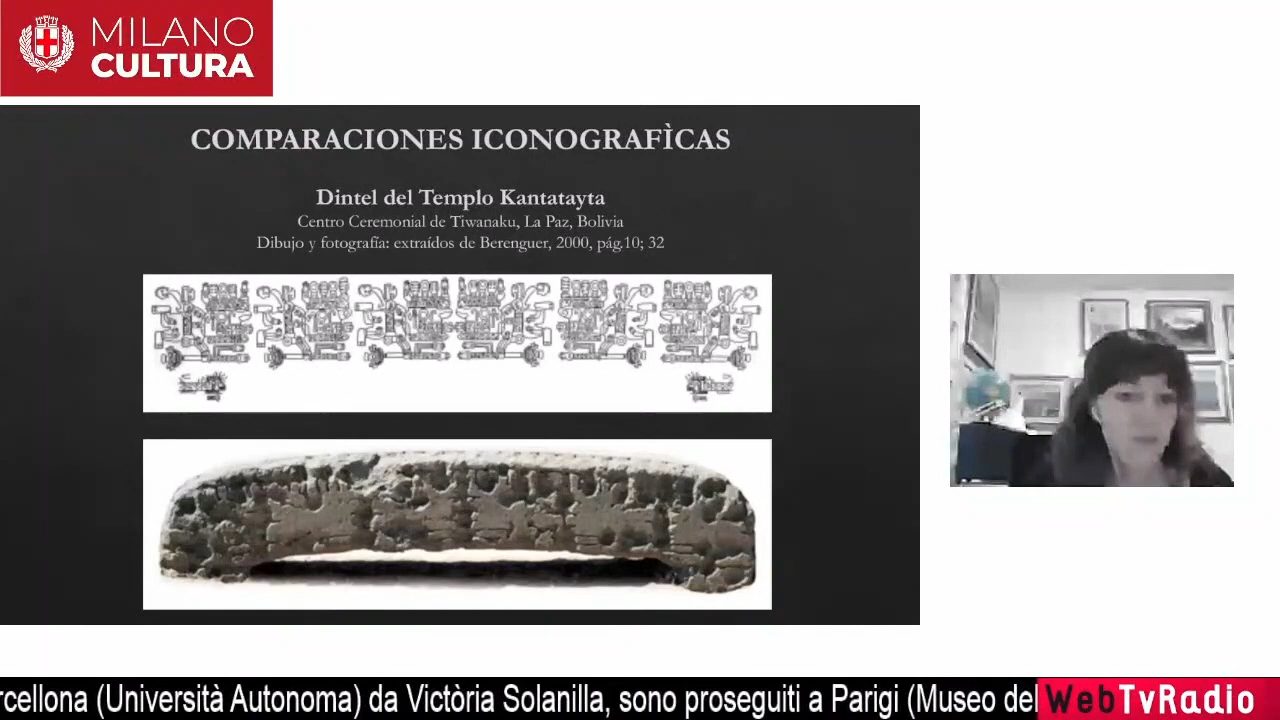 MILANO
CULTURA
COMPARACIONES ICONOGRAFÌCAS
Dintel del Templo Kantatayta
Centro Ceremonial de Tiwanaku, La Paz, Bolivia
Dibujo y fotografía: extraídos de Berenguer, 2000, pág.10; 32
rcellona (Università Autonoma) da Victòria Solanilla, sono proseguiti a Parigi (Museo del
WebTvRadio